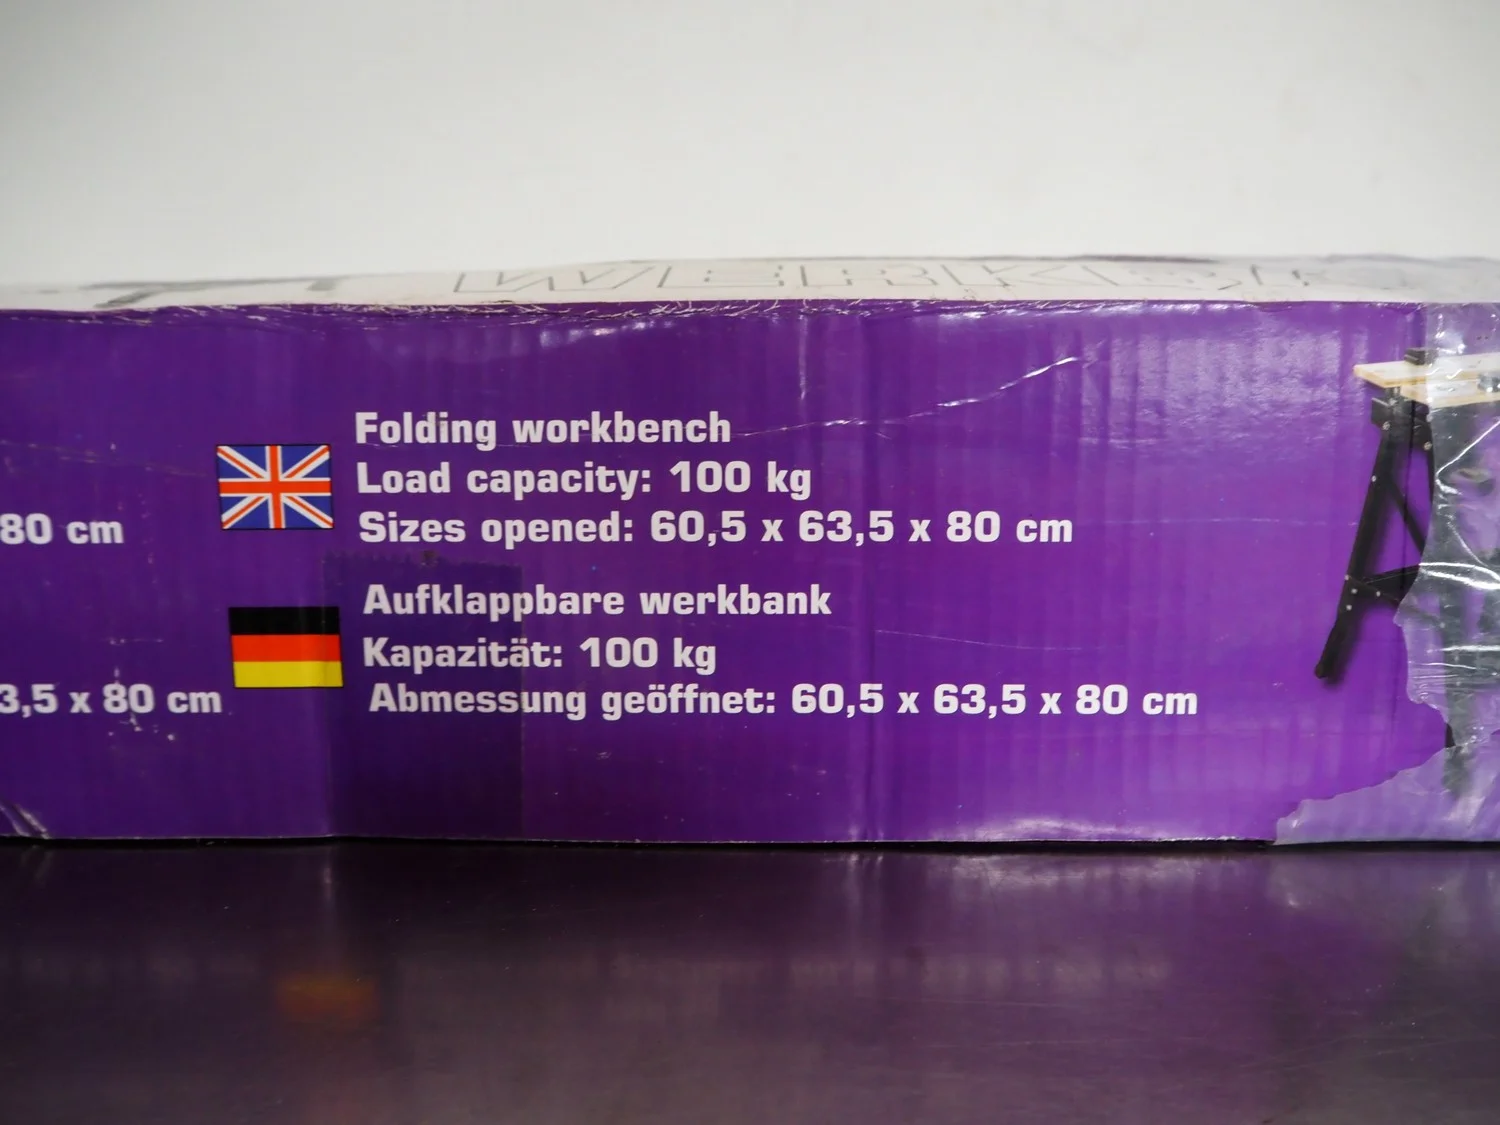 80 cm
3,5 x 80 cm
Folding workbench
Load capacity: 100 kg
Sizes opened: 60,5 x 63,5 x 80 cm
Aufklappbare werkbank
Kapazität: 100 kg
Abmessung geöffnet: 60,5 x 63,5 x 80 cm